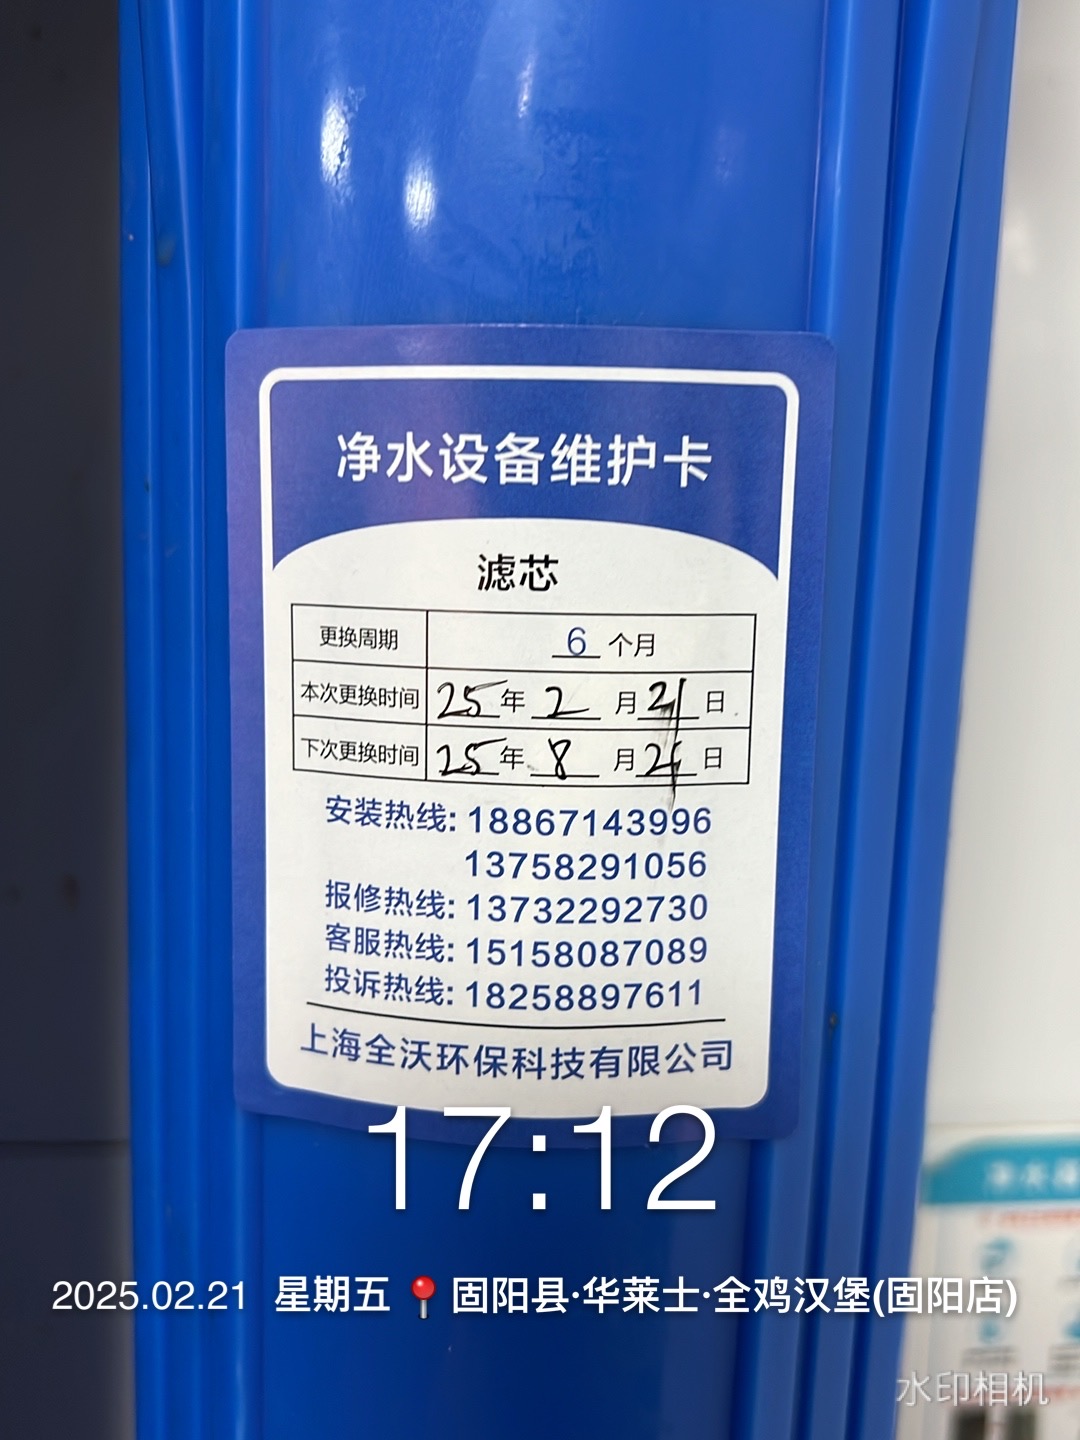 净水设备维护卡
滤芯
更换周期 6 个月
本次更换时间 25 年 2 月 21 日
下次更换时间 25 年 8 月 21 日
安装热线: 18867143996
13758291056
报修热线: 13732292730
客服热线: 15158087089
投诉热线: 18258897611
上海全沃环保科技有限公司
17:12
2025.02.21 星期五 📍固阳县·华莱士·全鸡汉堡(固阳店)
水印相机